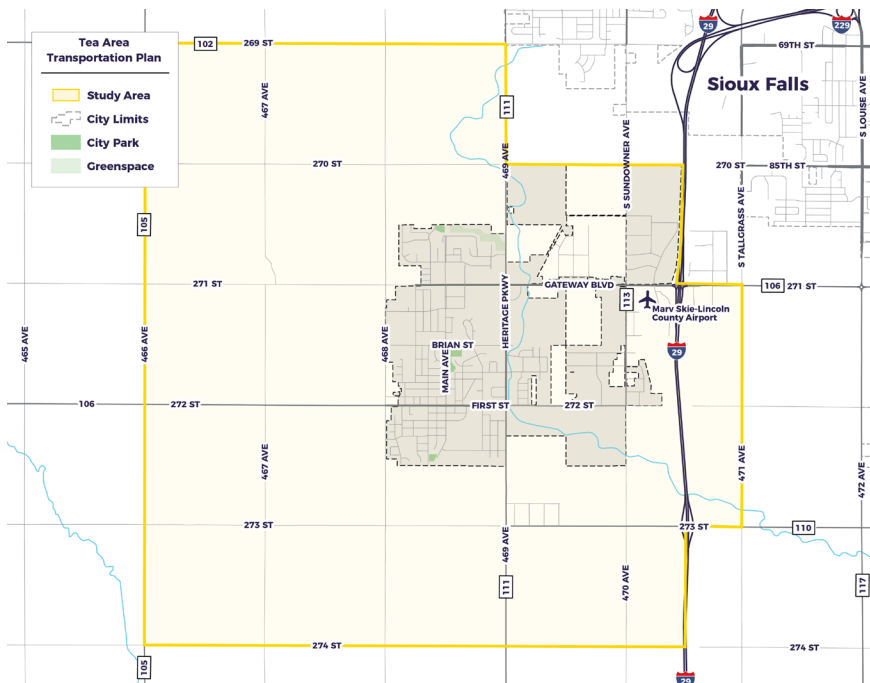 Tea Area
Transportation Plan
Study Area
City Limits
City Park
Greenspace
102
269 ST
29
229
69TH ST
Sioux Falls
467 AVE
111
S LOUISE AVE
S SUNDOWNER AVE
469 AVE
270 ST
270 ST
85TH ST
S TALLGRASS AVE
105
271 ST
HERITAGE PKWY
GATEWAY BLVD
113
106
271 ST
Marv Skie-Lincoln
County Airport
465 AVE
466 AVE
468 AVE
BRIAN ST
MAIN AVE
29
106
272 ST
FIRST ST
272 ST
467 AVE
471 AVE
472 AVE
273 ST
469 AVE
273 ST
110
111
470 AVE
117
105
274 ST
274 ST
29